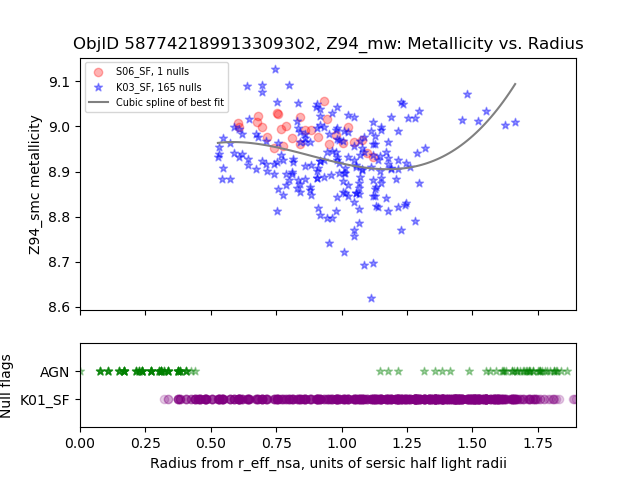 ObjID 587742189913309302, Z94_mw: Metallicity vs. Radius
S06_SF, 1 nulls
K03_SF, 165 nulls
Cubic spline of best fit
Z94_smc metallicity
9.1
9.0
8.9
8.8
8.7
8.6
Null flags
AGN
K01_SF
0.00 0.25 0.50 0.75 1.00 1.25 1.50 1.75
Radius from r_eff_nsa, units of sersic half light radii